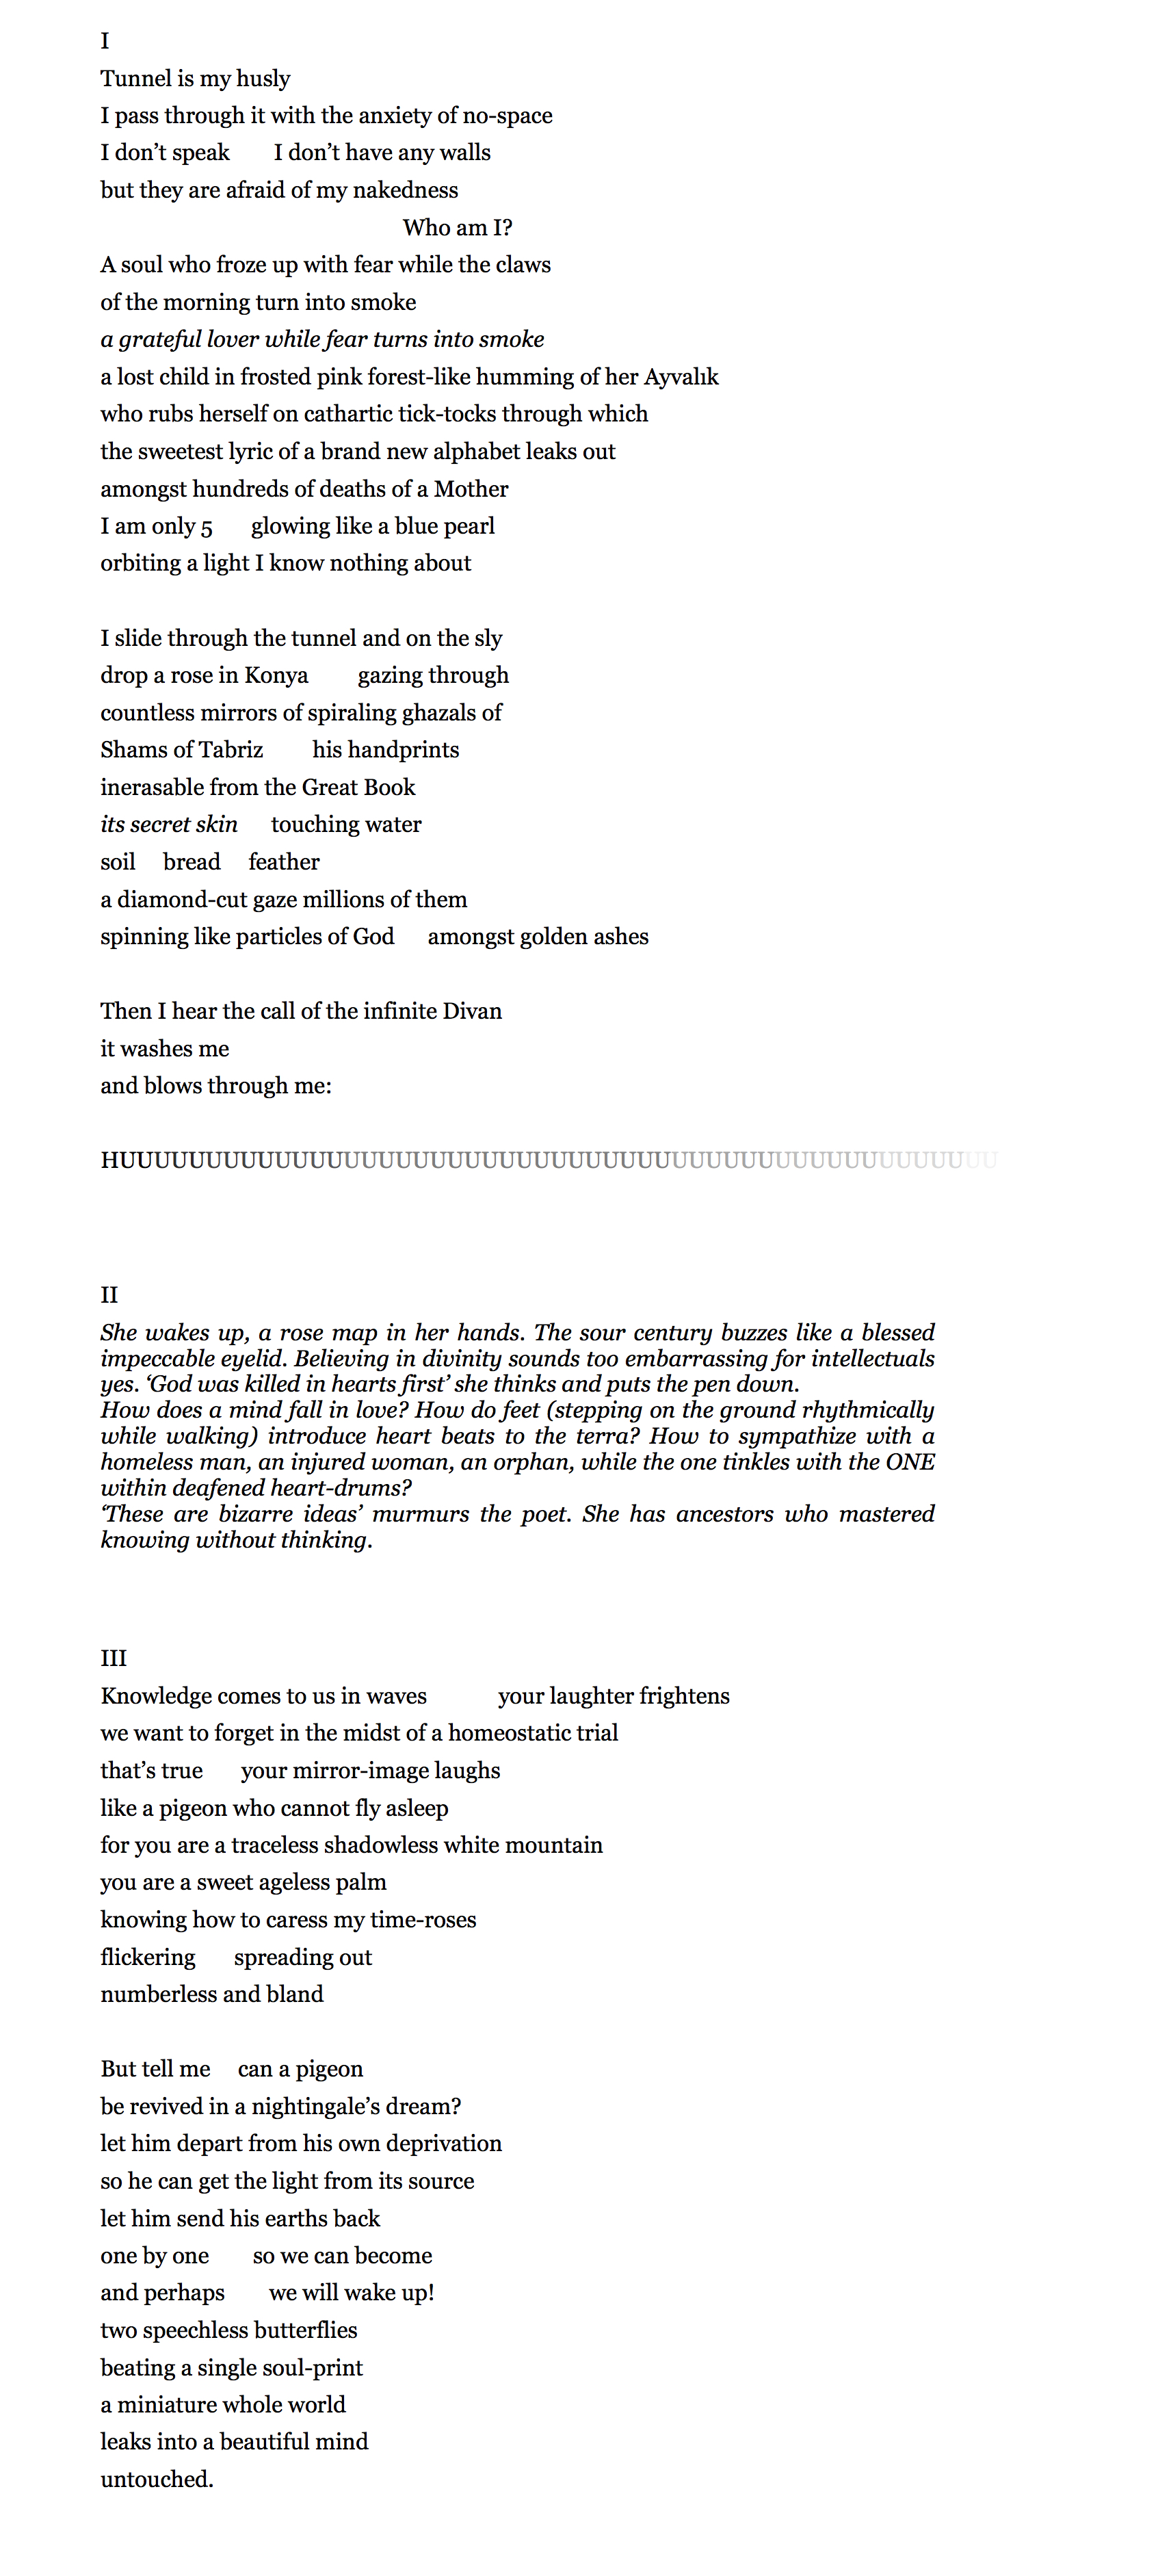 I
Tunnel is my husly
I pass through it with the anxiety of no-space
I don’t speak I don’t have any walls
but they are afraid of my nakedness
Who am I?
A soul who froze up with fear while the claws
of the morning turn into smoke
a grateful lover while fear turns into smoke
a lost child in frosted pink forest-like humming of her Ayvalık
who rubs herself on cathartic tick-tocks through which
the sweetest lyric of a brand new alphabet leaks out
amongst hundreds of deaths of a Mother
I am only 5 glowing like a blue pearl
orbiting a light I know nothing about

I slide through the tunnel and on the sly
drop a rose in Konya gazing through
countless mirrors of spiraling ghazals of
Shams of Tabriz his handprints
inerasable from the Great Book
its secret skin touching water
soil bread feather
a diamond-cut gaze millions of them
spinning like particles of God amongst golden ashes

Then I hear the call of the infinite Divan
it washes me
and blows through me:

HUUUUUUUUUUUUUUUUUUUUUUUUUUUUUUUUUUUUUUUUUUUUUUUUUUU

II
She wakes up, a rose map in her hands. The sour century buzzes like a blessed
impeccable eyelid. Believing in divinity sounds too embarrassing for intellectuals
yes. ‘God was killed in hearts first’ she thinks and puts the pen down.
How does a mind fall in love? How do feet (stepping on the ground rhythmically
while walking) introduce heart beats to the terra? How to sympathize with a
homeless man, an injured woman, an orphan, while the one tinkles with the ONE
within deafened heart-drums?
‘These are bizarre ideas’ murmurs the poet. She has ancestors who mastered
knowing without thinking.

III
Knowledge comes to us in waves your laughter frightens
we want to forget in the midst of a homeostatic trial
that’s true your mirror-image laughs
like a pigeon who cannot fly asleep
for you are a traceless shadowless white mountain
you are a sweet ageless palm
knowing how to caress my time-roses
flickering spreading out
numberless and bland

But tell me can a pigeon
be revived in a nightingale’s dream?
let him depart from his own deprivation
so he can get the light from its source
let him send his earths back
one by one so we can become
and perhaps we will wake up!
two speechless butterflies
beating a single soul-print
a miniature whole world
leaks into a beautiful mind
untouched.